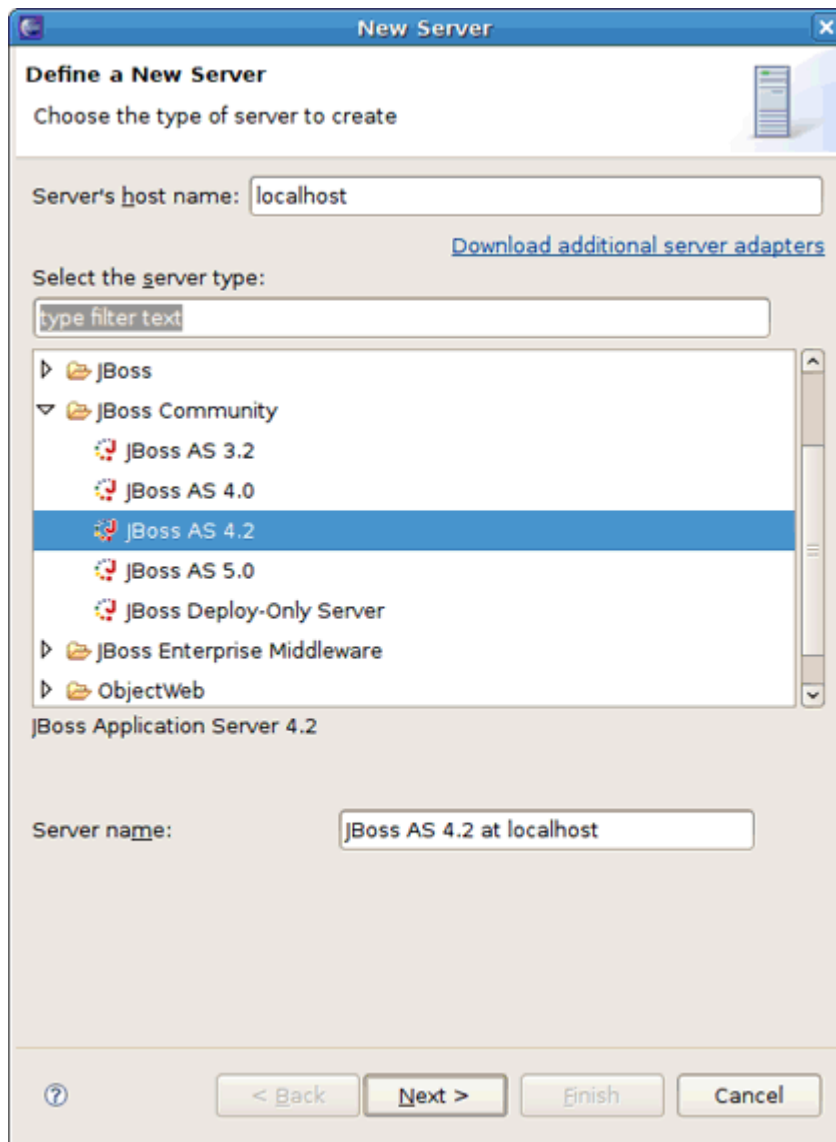 New Server
Define a New Server
Choose the type of server to create
Server's host name: localhost
Download additional server adapters
Select the server type:
type filter text
JBoss
JBoss Community
JBoss AS 3.2
JBoss AS 4.0
JBoss AS 4.2
JBoss AS 5.0
JBoss Deploy-Only Server
JBoss Enterprise Middleware
ObjectWeb
JBoss Application Server 4.2
Server name: JBoss AS 4.2 at localhost
? < Back Next > Finish Cancel